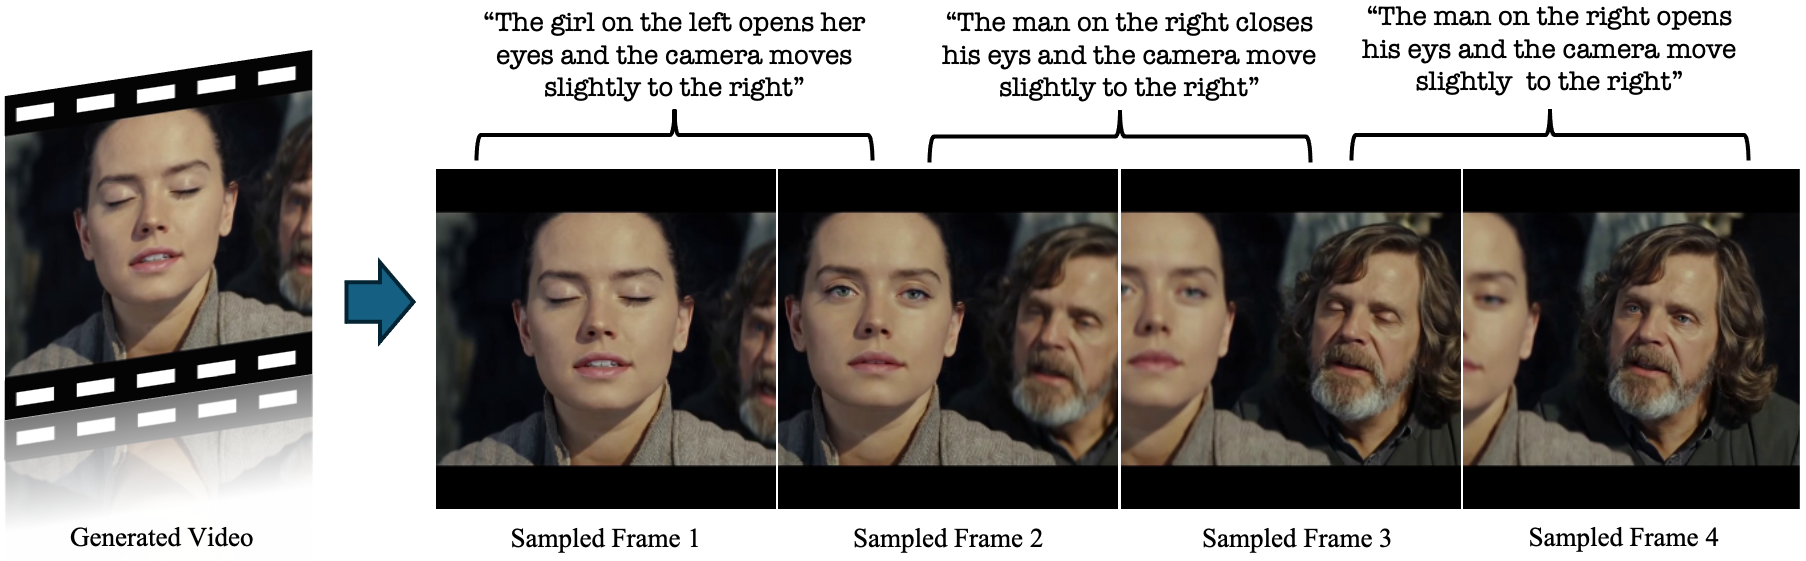 “The girl on the left opens her
eyes and the camera moves
slightly to the right”
“The man on the right closes
his eys and the camera move
slightly to the right”
“The man on the right opens
his eys and the camera move
slightly  to the right”
Generated Video
Sampled Frame 1
Sampled Frame 2
Sampled Frame 3
Sampled Frame 4